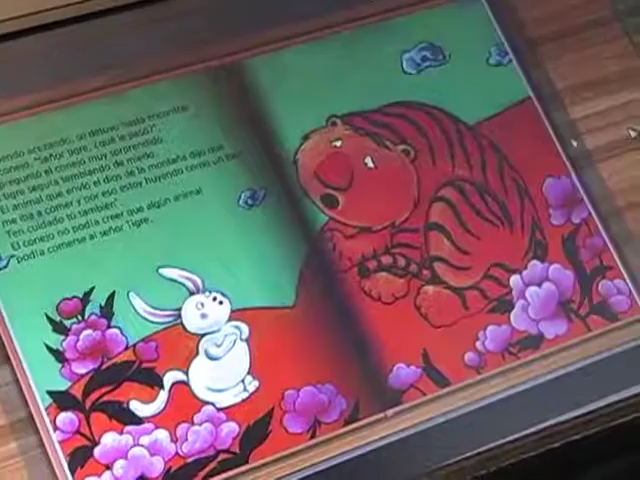 endo acezando, se detuvo hasta encontrar
conejo. "Señor tigre, ¿qué le pasó?",
preguntó el conejo muy sorprendido.
tigre seguía temblando de miedo.
El animal que envió el dios de la montaña dijo que
me iba a comer y por eso estoy huyendo como un
Ten cuidado tú también".
El conejo no podía creer que algún animal
podía comerse al señor Tigre.